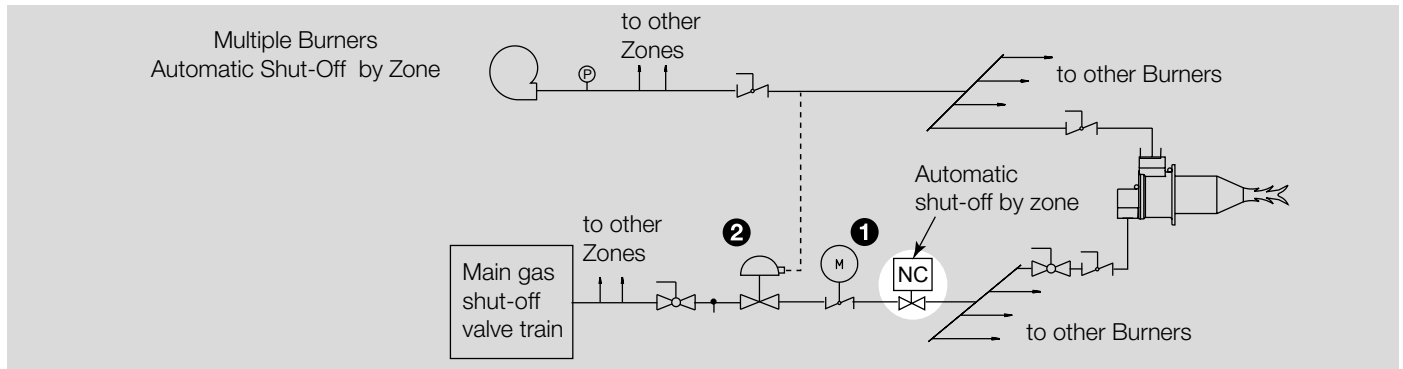 Multiple Burners
Automatic Shut-Off by Zone
to other
Zones
P
to other Burners
Automatic
shut-off by zone
to other
Zones
2
1
M
NC
Main gas
shut-off
valve train
to other Burners